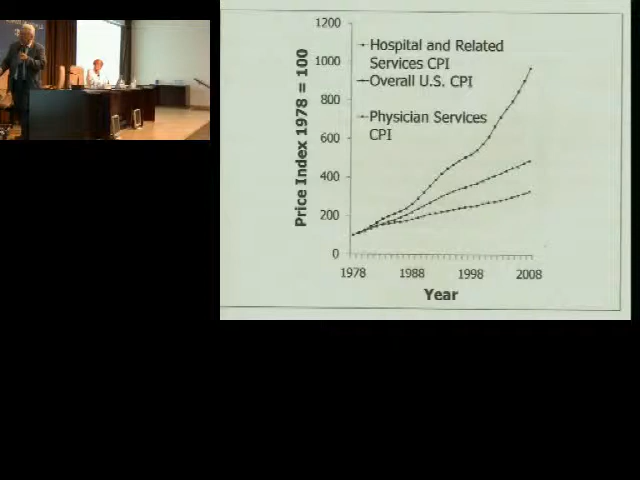 1200
Hospital and Related
Services CPI
1000
Overall U.S. CPI
800
Physician Services
CPI
600
400
200
0
Price Index 1978 = 100
1978
1988
1998
2008
Year